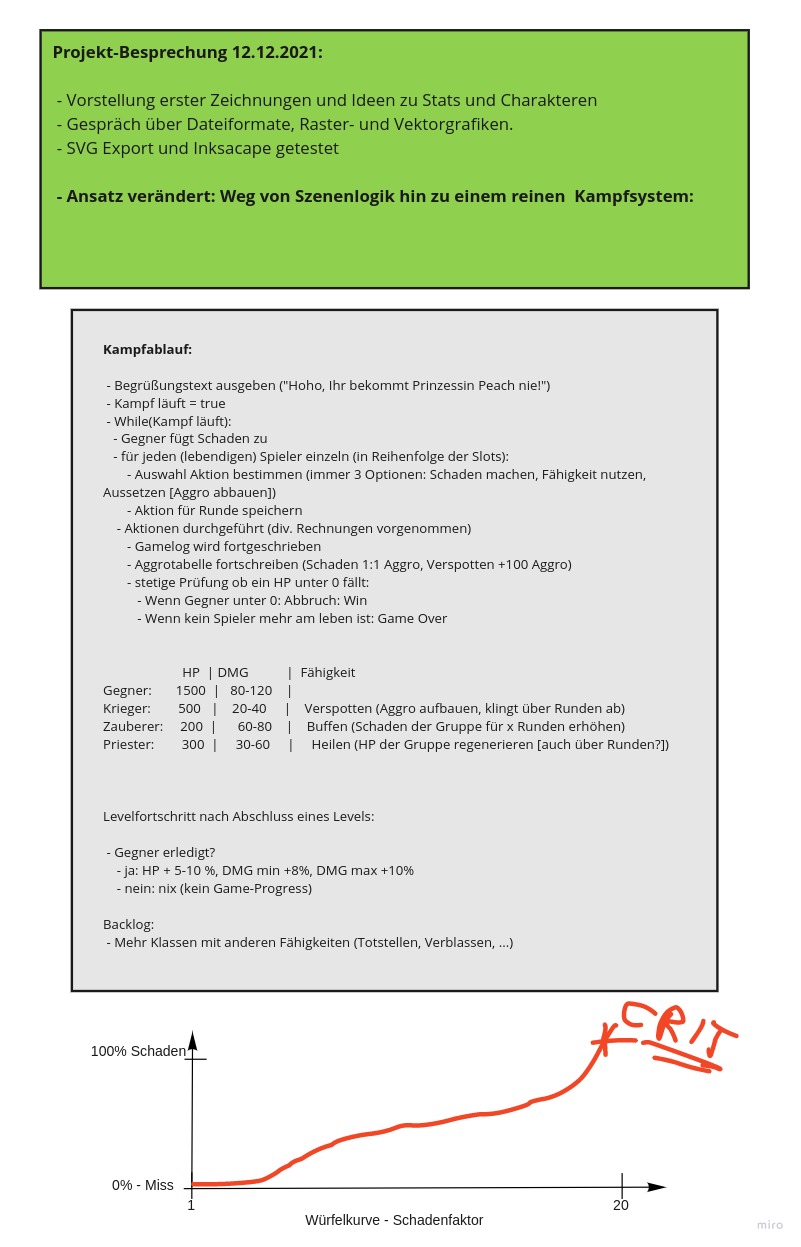 Projekt-Besprechung 12.12.2021:
- Vorstellung erster Zeichnungen und Ideen zu Stats und Charakteren
- Gespräch über Dateiformate, Raster- und Vektorgrafiken.
- SVG Export und Inksacape getestet
- Ansatz verändert: Weg von Szenenlogik hin zu einem reinen  Kampfsystem:
Kampfablauf:
- Begrüßungstext ausgeben ("Hoho, Ihr bekommt Prinzessin Peach nie!")
- Kampf läuft = true
- While(Kampf läuft):
- Gegner fügt Schaden zu
- für jeden (lebendigen) Spieler einzeln (in Reihenfolge der Slots):
- Auswahl Aktion bestimmen (immer 3 Optionen: Schaden machen, Fähigkeit nutzen,
Aussetzen [Aggro abbauen])
- Aktion für Runde speichern
- Aktionen durchgeführt (div. Rechnungen vorgenommen)
- Gamelog wird fortgeschrieben
- Aggrotabelle fortschreiben (Schaden 1:1 Aggro, Verspotten +100 Aggro)
- stetige Prüfung ob ein HP unter 0 fällt:
- Wenn Gegner unter 0: Abbruch: Win
- Wenn kein Spieler mehr am leben ist: Game Over
HP | DMG | Fähigkeit
Gegner: 1500 | 80-120 |
Krieger: 500 | 20-40 | Verspotten (Aggro aufbauen, klingt über Runden ab)
Zauberer: 200 | 60-80 | Buffen (Schaden der Gruppe für x Runden erhöhen)
Priester: 300 | 30-60 | Heilen (HP der Gruppe regenerieren [auch über Runden?])
Levelfortschritt nach Abschluss eines Levels:
- Gegner erledigt?
- ja: HP + 5-10 %, DMG min +8%, DMG max +10%
- nein: nix (kein Game-Progress)
Backlog:
- Mehr Klassen mit anderen Fähigkeiten (Totstellen, Verblassen, ...)
CRIT
100% Schaden
0% - Miss
1
20
Würfelkurve - Schadenfaktor
miro